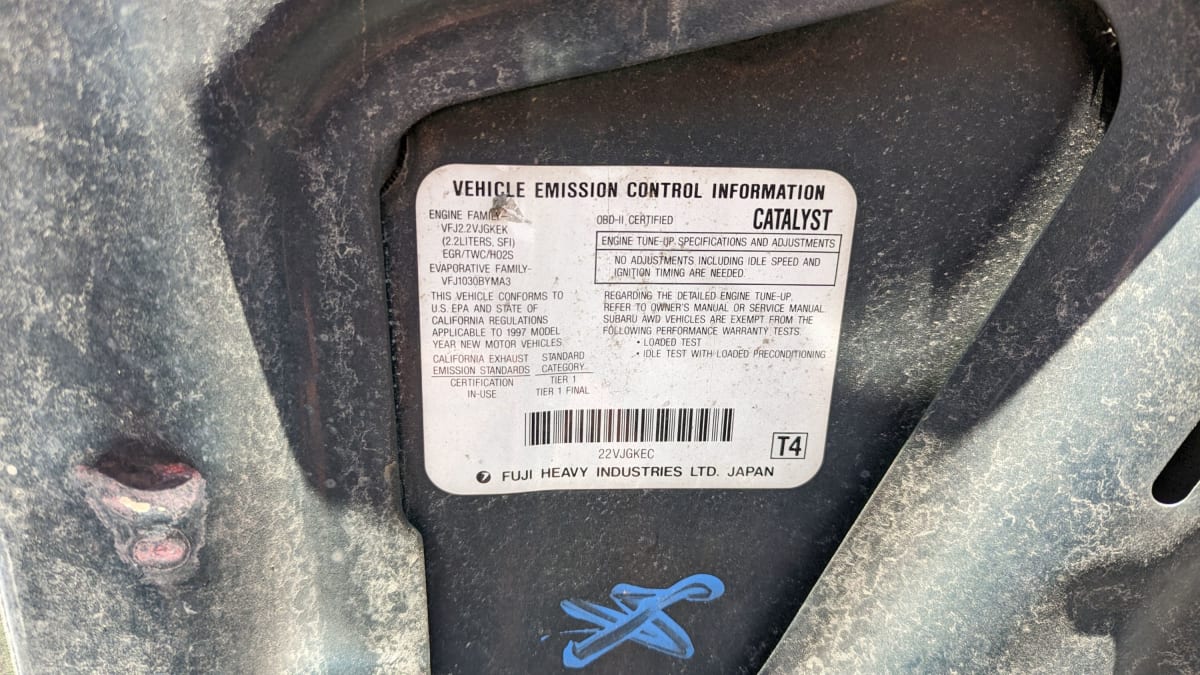 VEHICLE EMISSION CONTROL INFORMATION
ENGINE FAMILY-
VFJ2.2VJGKEK
(2.2LITERS, SFI)
EGR/TWC/HO2S
EVAPORATIVE FAMILY-
VFJ1030BYMA3
THIS VEHICLE CONFORMS TO
U.S. EPA AND STATE OF
CALIFORNIA REGULATIONS
APPLICABLE TO 1997 MODEL
YEAR NEW MOTOR VEHICLES.
CALIFORNIA EXHAUST STANDARD
EMISSION STANDARDS CATEGORY
CERTIFICATION TIER 1
IN-USE TIER 1 FINAL
OBD-II CERTIFIED CATALYST
ENGINE TUNE-UP SPECIFICATIONS AND ADJUSTMENTS
NO ADJUSTMENTS INCLUDING IDLE SPEED AND
IGNITION TIMING ARE NEEDED.
REGARDING THE DETAILED ENGINE TUNE-UP.
REFER TO OWNER'S MANUAL OR SERVICE MANUAL.
SUBARU AWD VEHICLES ARE EXEMPT FROM THE
FOLLOWING PERFORMANCE WARRANTY TESTS.
• LOADED TEST
• IDLE TEST WITH LOADED PRECONDITIONING
22VJGKEC
T4
7 FUJI HEAVY INDUSTRIES LTD. JAPAN